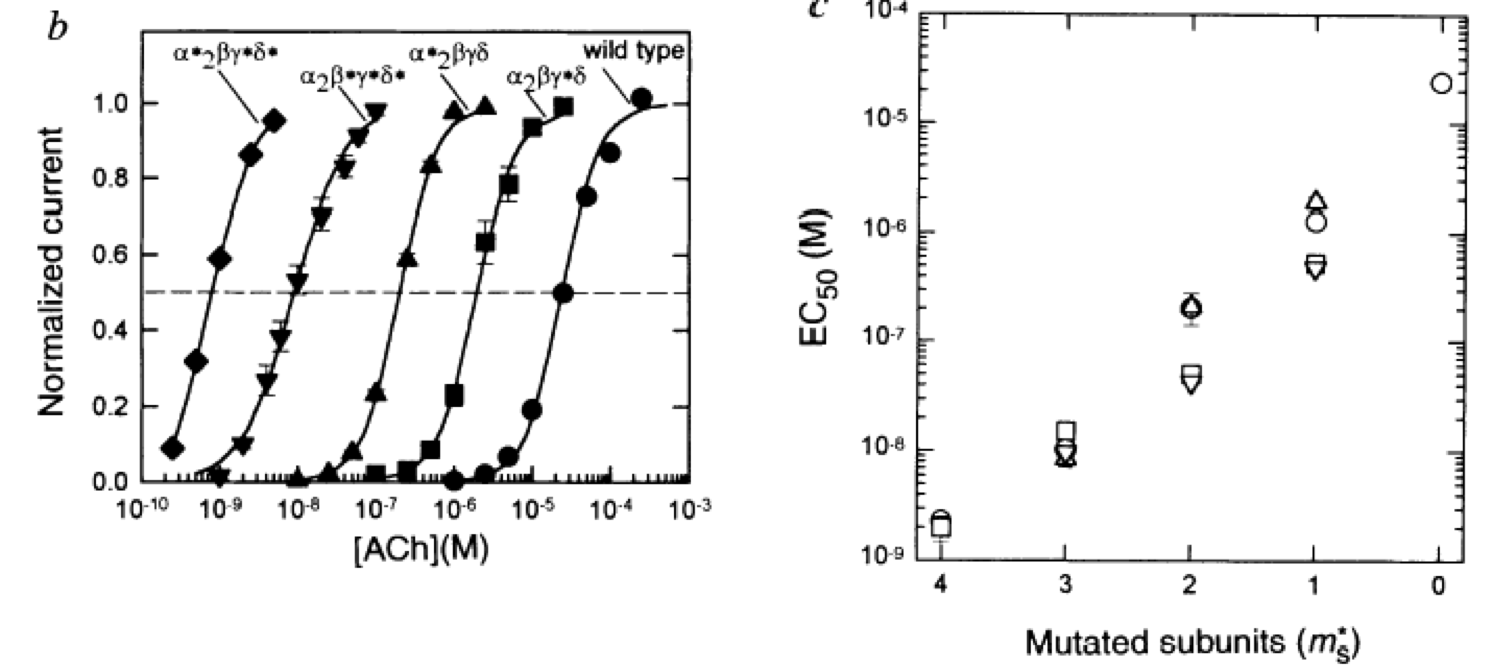 b
α*₂βγ*δ*
α₂β*γ*δ*
α*₂βγδ
α₂βγ*δ
wild type
Normalized current
1.0
0.8
0.6
0.4
0.2
0.0
10⁻¹⁰ 10⁻⁹ 10⁻⁸ 10⁻⁷ 10⁻⁶ 10⁻⁵ 10⁻⁴ 10⁻³
[ACh](M)
c
EC₅₀ (M)
10⁻⁴
10⁻⁵
10⁻⁶
10⁻⁷
10⁻⁸
10⁻⁹
4 3 2 1 0
Mutated subunits (m*ₛ)